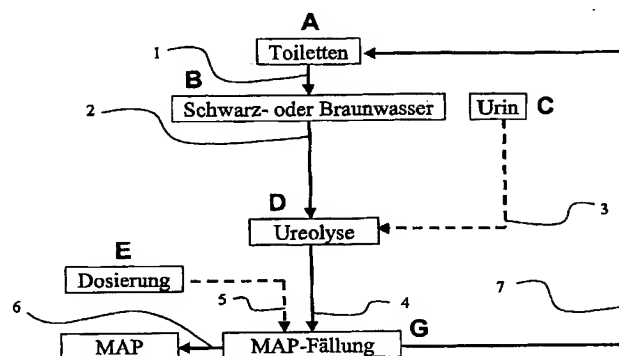 A
Toiletten
1
B
Schwarz- oder Braunwasser
Urin
C
2
D
Ureolyse
3
E
Dosierung
7
6
5
4
G
MAP
MAP-Fällung